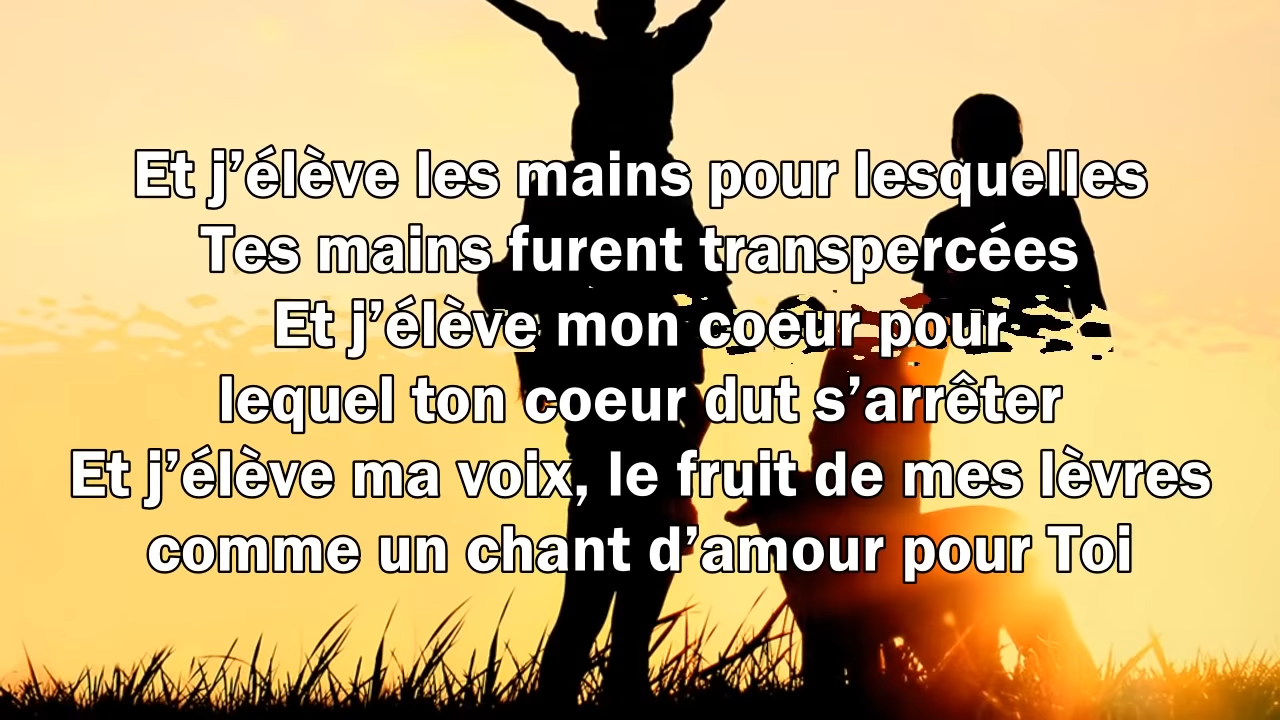 Et j’élève les mains pour lesquelles
Tes mains furent transpercées
Et j’élève mon coeur pour
lequel ton coeur dut s’arrêter
Et j’élève ma voix, le fruit de mes lèvres
comme un chant d’amour pour Toi